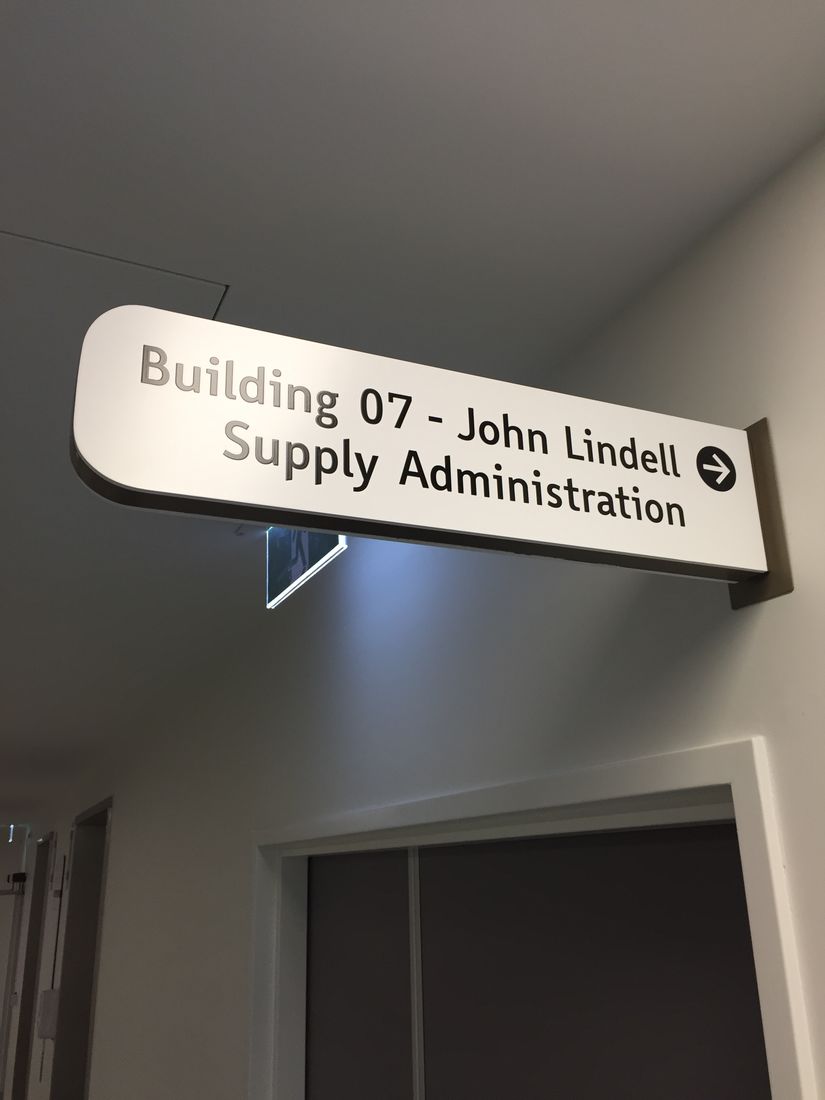 Building 07 - John Lindell
Supply Administration